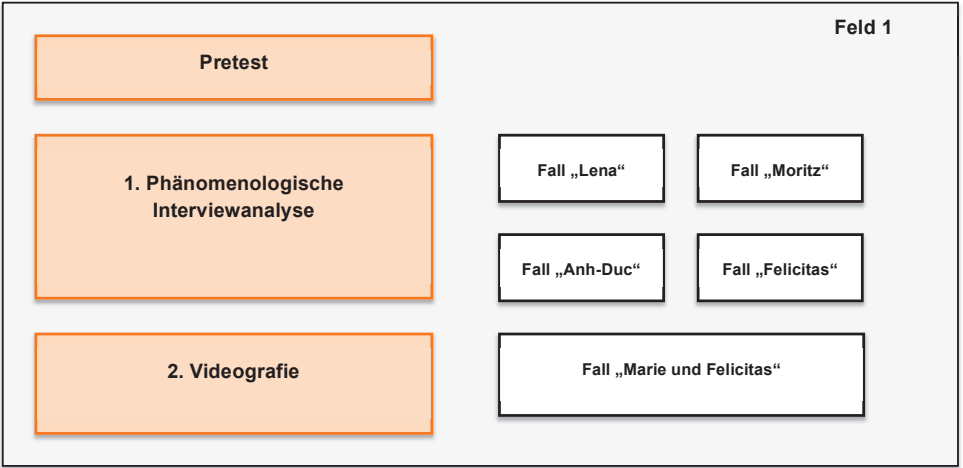 Feld 1
Pretest
1. Phänomenologische
Interviewanalyse
Fall „Lena“
Fall „Moritz“
Fall „Anh-Duc“
Fall „Felicitas“
2. Videografie
Fall „Marie und Felicitas“